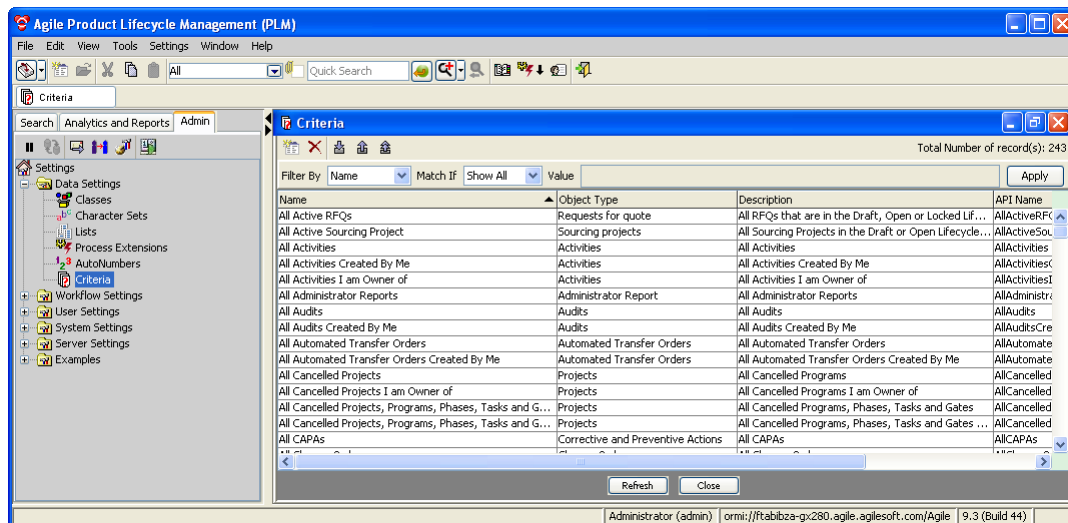 Agile Product Lifecycle Management (PLM)
File Edit View Tools Settings Window Help
All Quick Search
Criteria
Search Analytics and Reports Admin
Settings
Data Settings
Classes
Character Sets
Lists
Process Extensions
AutoNumbers
Criteria
Workflow Settings
User Settings
System Settings
Server Settings
Examples
Criteria
Total Number of record(s): 243
Filter By Name Match If Show All Value Apply
Name Object Type Description API Name
All Active RFQs Requests for quote All RFQs that are in the Draft, Open or Locked Lif... AllActiveRFQ
All Active Sourcing Project Sourcing projects All Sourcing Projects in the Draft or Open Lifecycle... AllActiveSou
All Activities Activities All Activities AllActivities
All Activities Created By Me Activities All Activities Created By Me AllActivities
All Activities I am Owner of Activities All Activities I am Owner of AllActivitiesI
All Administrator Reports Administrator Report All Administrator Reports AllAdministra
All Audits Audits All Audits AllAudits
All Audits Created By Me Audits All Audits Created By Me AllAuditsCre
All Automated Transfer Orders Automated Transfer Orders All Automated Transfer Orders AllAutomate
All Automated Transfer Orders Created By Me Automated Transfer Orders All Automated Transfer Orders Created By Me AllAutomate
All Cancelled Projects Projects All Cancelled Programs AllCancelled
All Cancelled Projects I am Owner of Projects All Cancelled Programs I am Owner of AllCancelled
All Cancelled Projects, Programs, Phases, Tasks and G... Projects All Cancelled Programs, Phases, Tasks and Gates AllCancelled
All Cancelled Projects, Programs, Phases, Tasks and G... Projects All Cancelled Programs, Phases, Tasks and Gates ... AllCancelled
All CAPAs Corrective and Preventive Actions All CAPAs AllCAPAs
Refresh Close
Administrator (admin) ormi://ftabibza-gx280.agile.agilesoft.com/Agile 9.3 (Build 44)